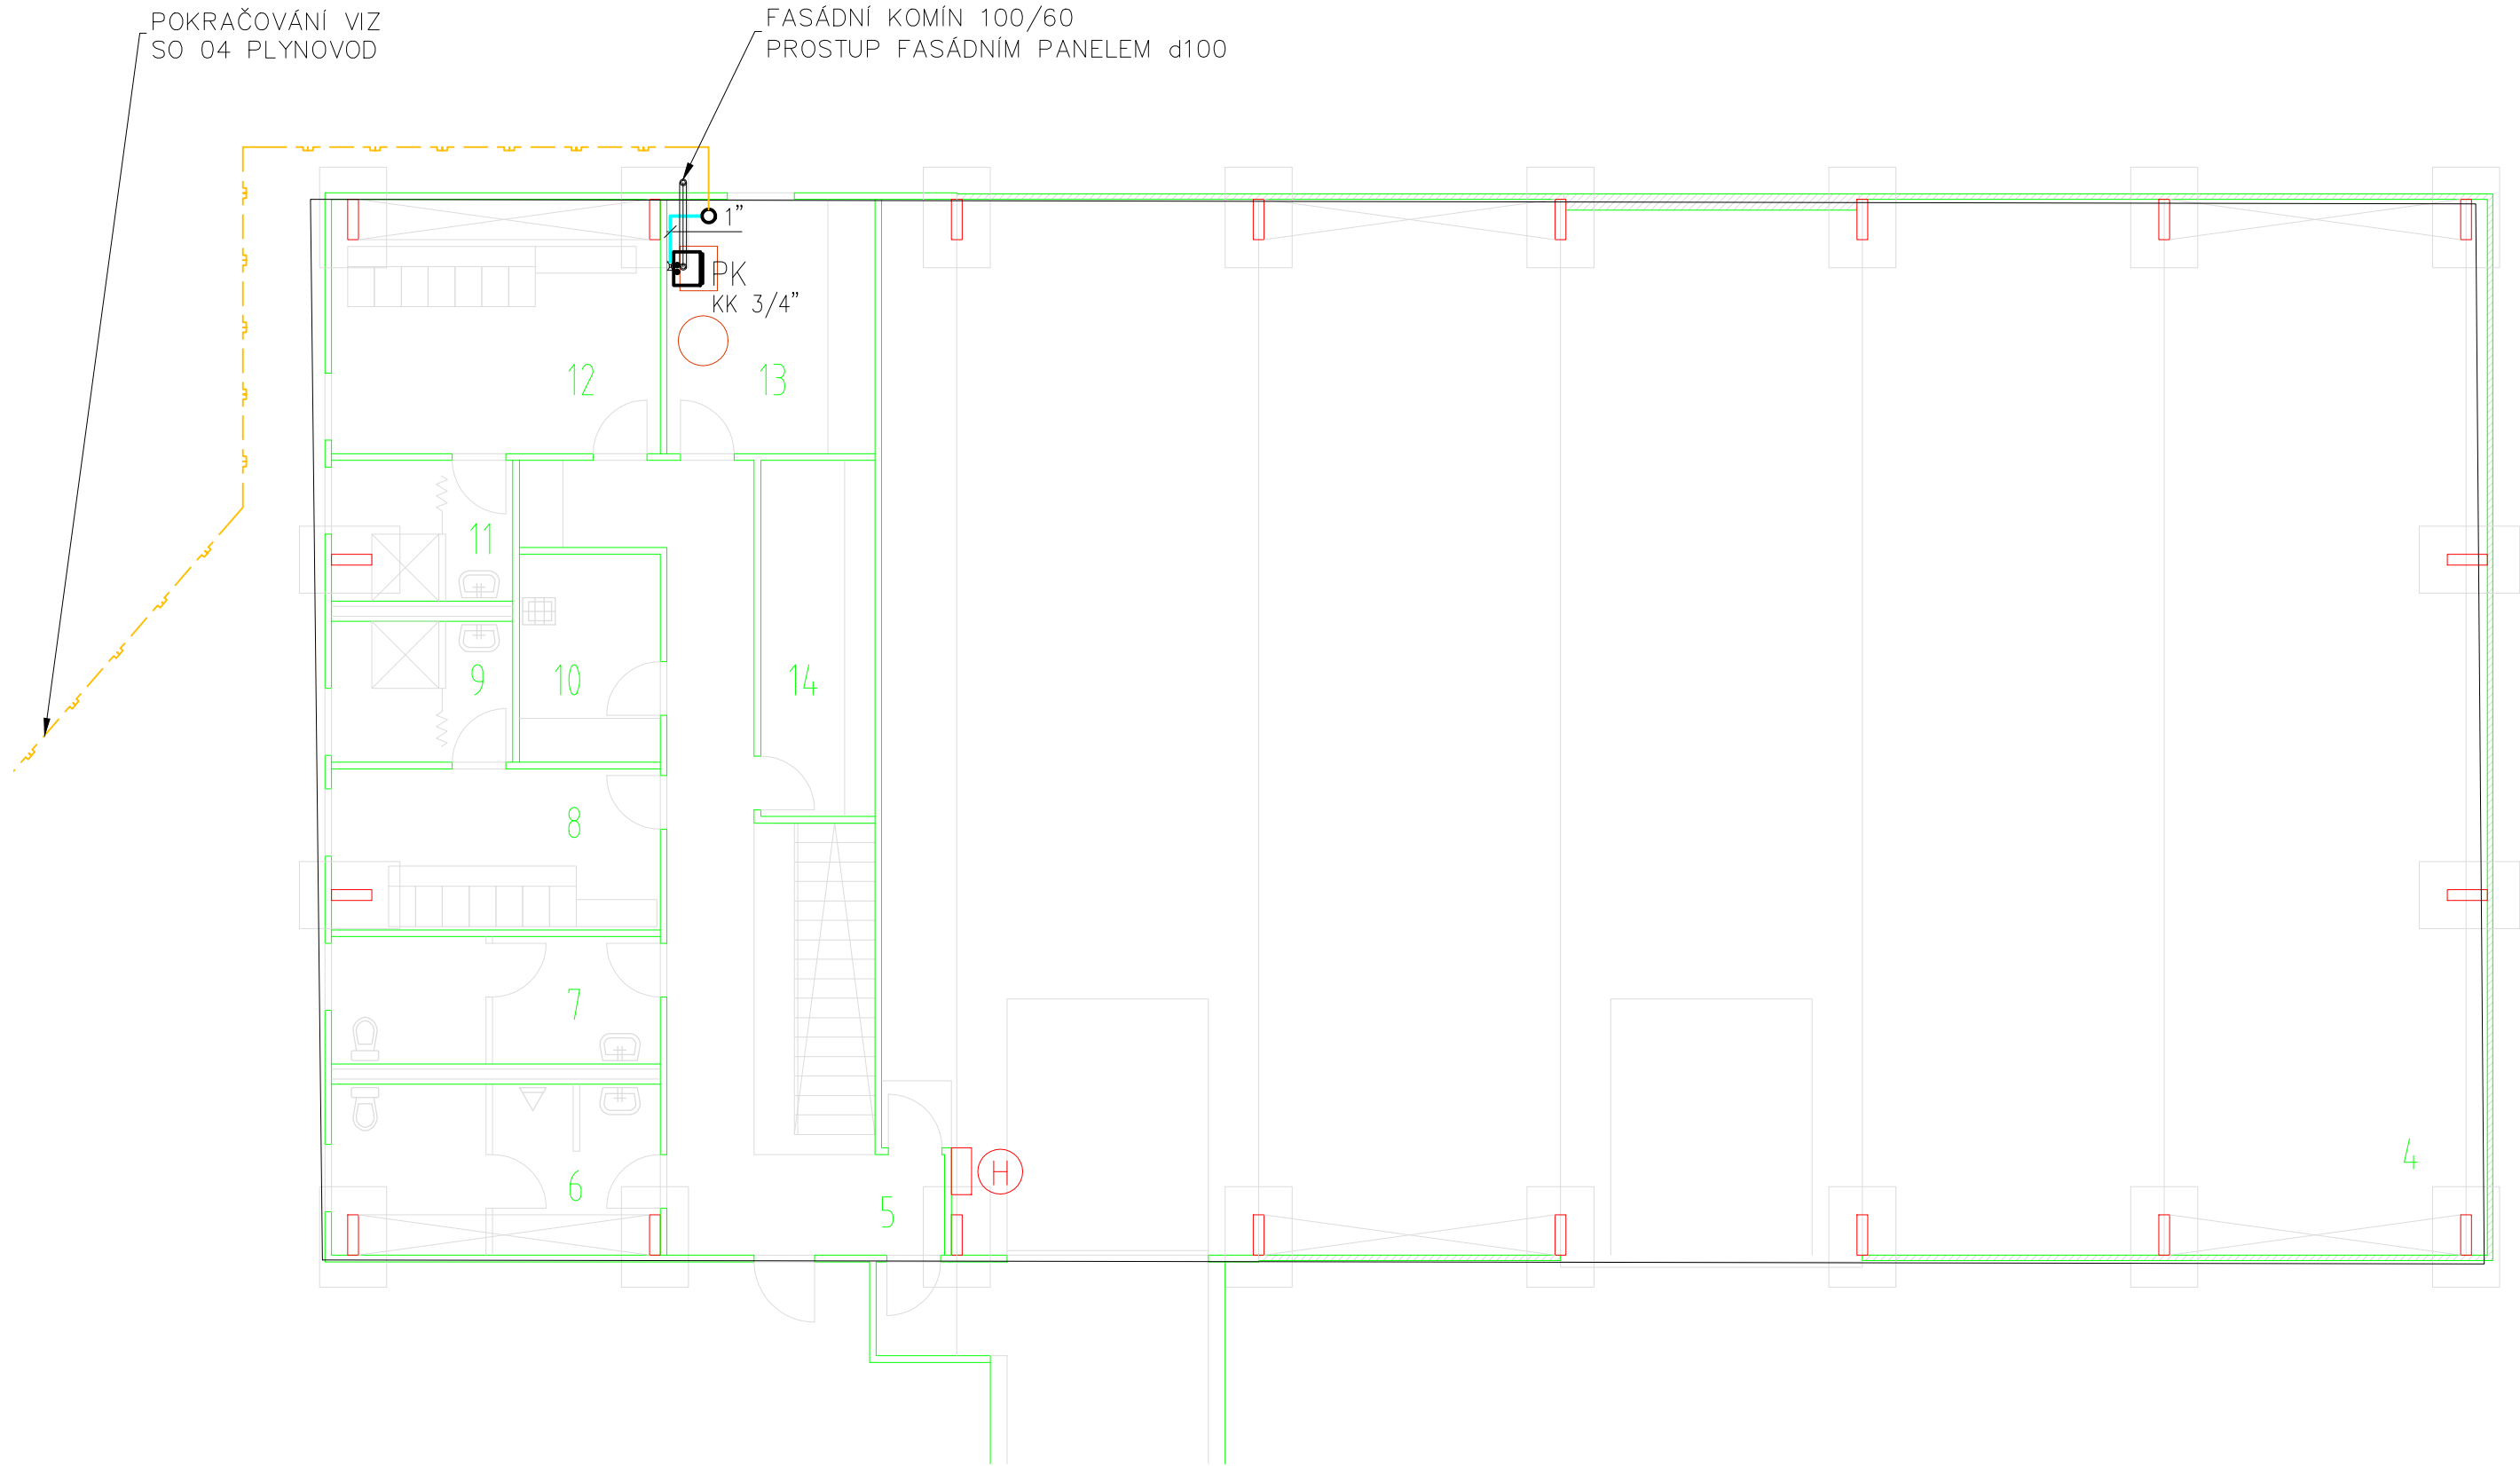 POKRAČOVÁNÍ VIZ
SO 04 PLYNOVOD
FASÁDNÍ KOMÍN 100/60
PROSTUP FASÁDNÍM PANELEM d100
1"
PK
KK 3/4"
12
13
11
9
10
14
8
7
6
5
H
4